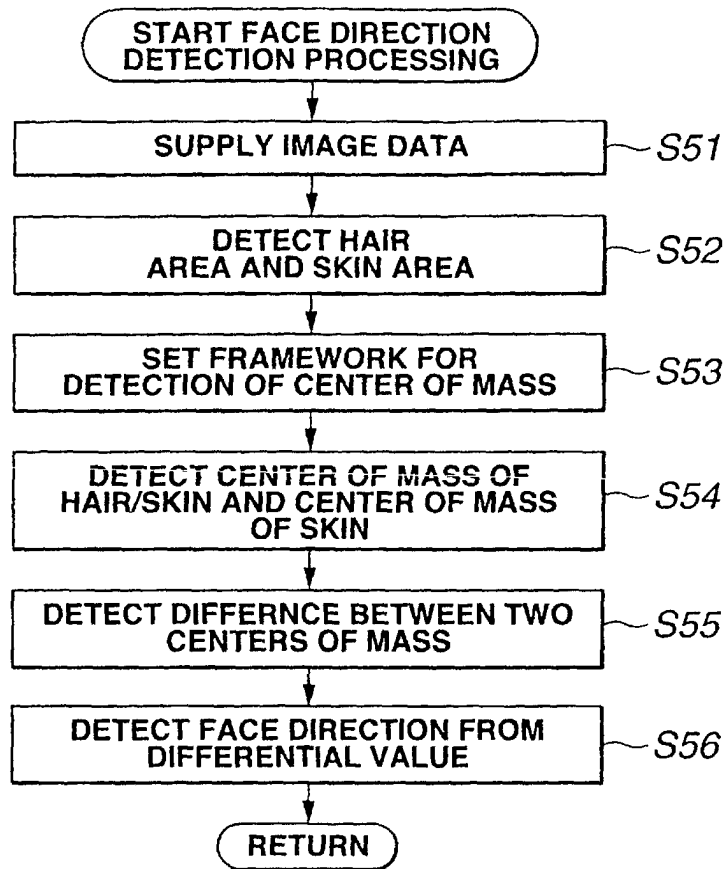 START FACE DIRECTION
DETECTION PROCESSING
SUPPLY IMAGE DATA
S51
DETECT HAIR
AREA AND SKIN AREA
S52
SET FRAMEWORK FOR
DETECTION OF CENTER OF MASS
S53
DETECT CENTER OF MASS OF
HAIR/SKIN AND CENTER OF MASS
OF SKIN
S54
DETECT DIFFERNCE BETWEEN TWO
CENTERS OF MASS
S55
DETECT FACE DIRECTION FROM
DIFFERENTIAL VALUE
S56
RETURN